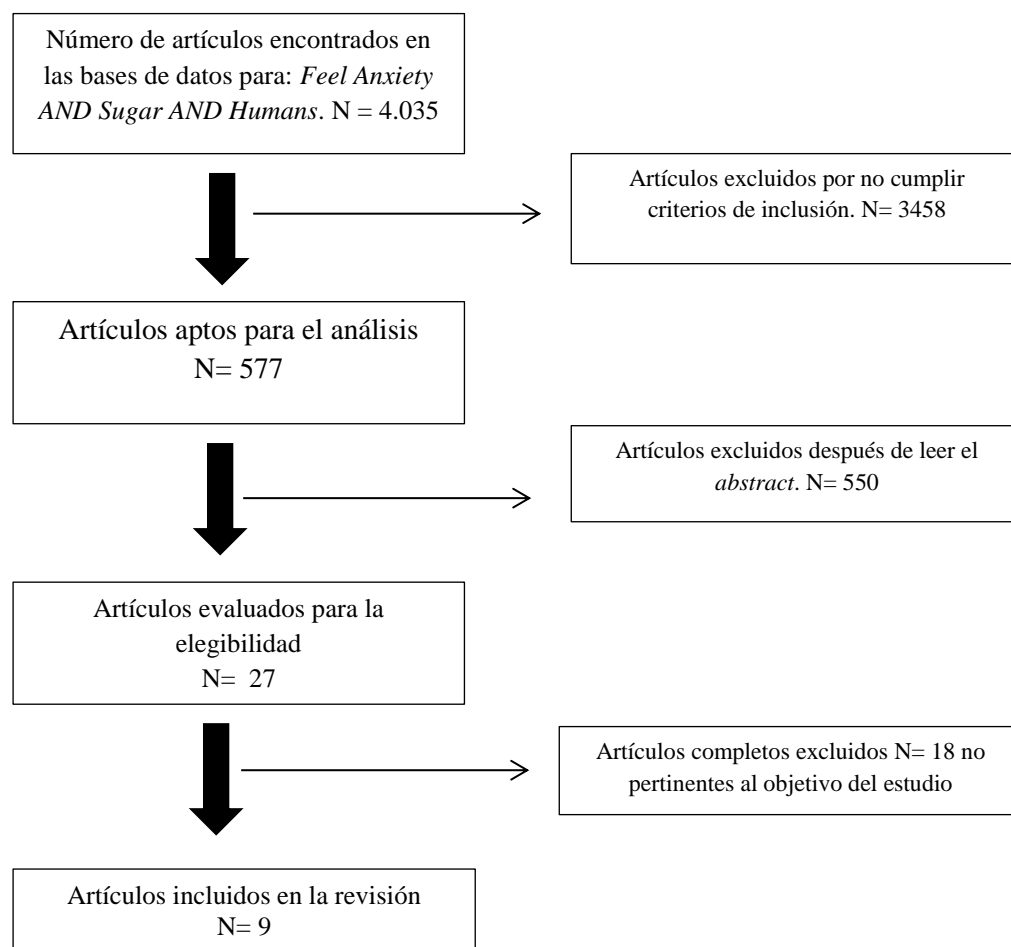 Número de artículos encontrados en
las bases de datos para: Feel Anxiety
AND Sugar AND Humans. N = 4.035
Artículos excluidos por no cumplir
criterios de inclusión. N= 3458
Artículos aptos para el análisis
N= 577
Artículos excluidos después de leer el
abstract. N= 550
Artículos evaluados para la
elegibilidad
N= 27
Artículos completos excluidos N= 18 no
pertinentes al objetivo del estudio
Artículos incluidos en la revisión
N= 9